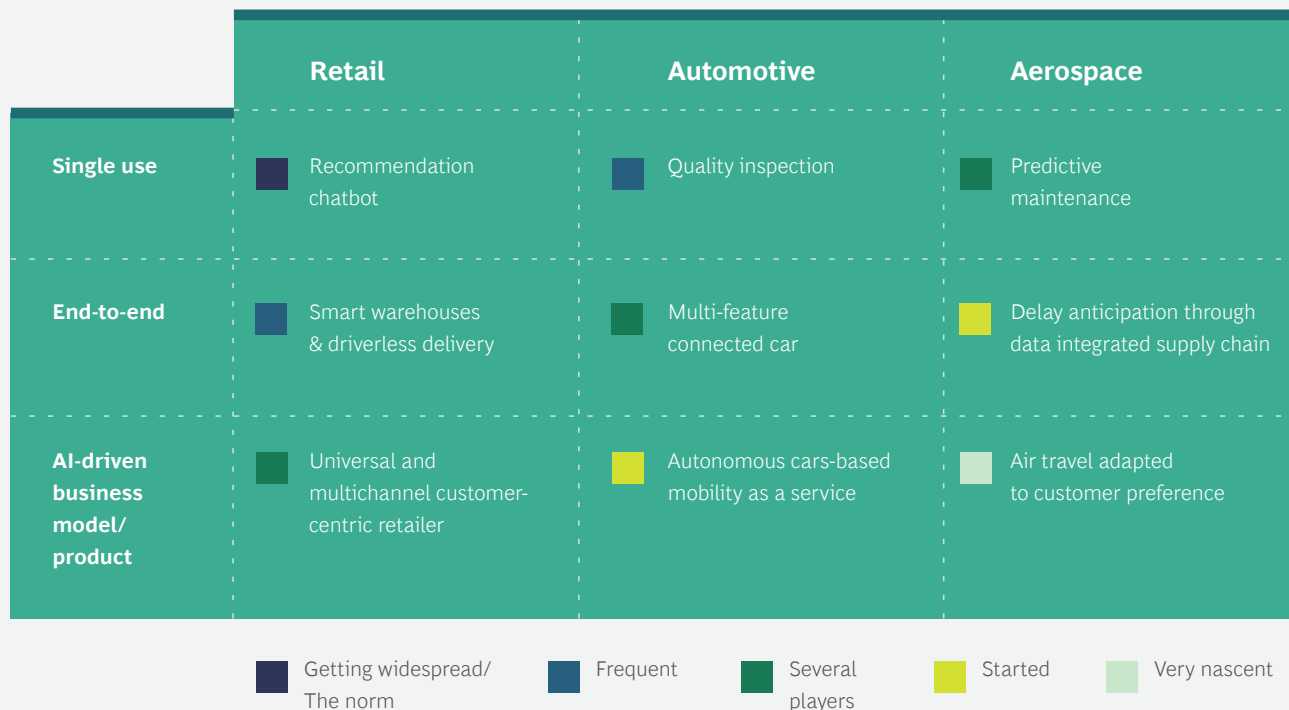 Retail
Automotive
Aerospace
Single use
Recommendation
chatbot
Quality inspection
Predictive
maintenance
End-to-end
Smart warehouses
& driverless delivery
Multi-feature
connected car
Delay anticipation through
data integrated supply chain
AI-driven
business
model/
product
Universal and
multichannel customer-
centric retailer
Autonomous cars-based
mobility as a service
Air travel adapted
to customer preference
Getting widespread/
The norm
Frequent
Several
players
Started
Very nascent